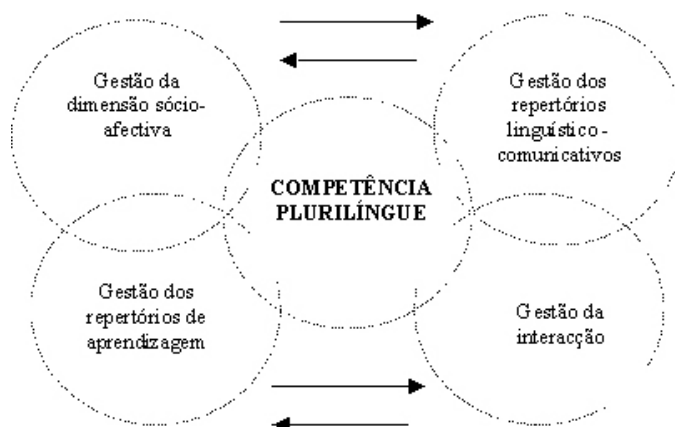 Gestão da
dimensão sócio-
afectiva
Gestão dos
repertórios
linguístico-
comunicativos
COMPETÊNCIA
PLURILÍNGUE
Gestão dos
repertórios de
aprendizagem
Gestão da
interacção